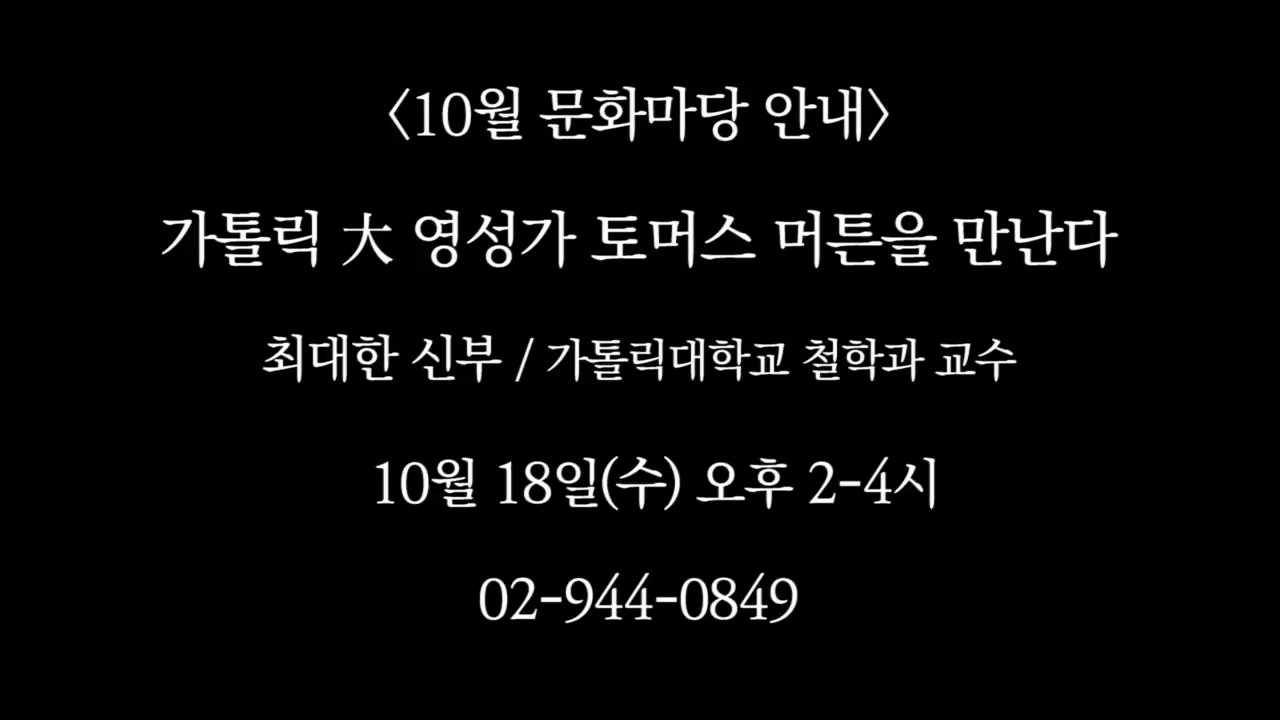 〈10월 문화마당 안내〉
가톨릭 大 영성가 토머스 머튼을 만난다
최대한 신부 / 가톨릭대학교 철학과 교수
10월 18일(수) 오후 2-4시
02-944-0849